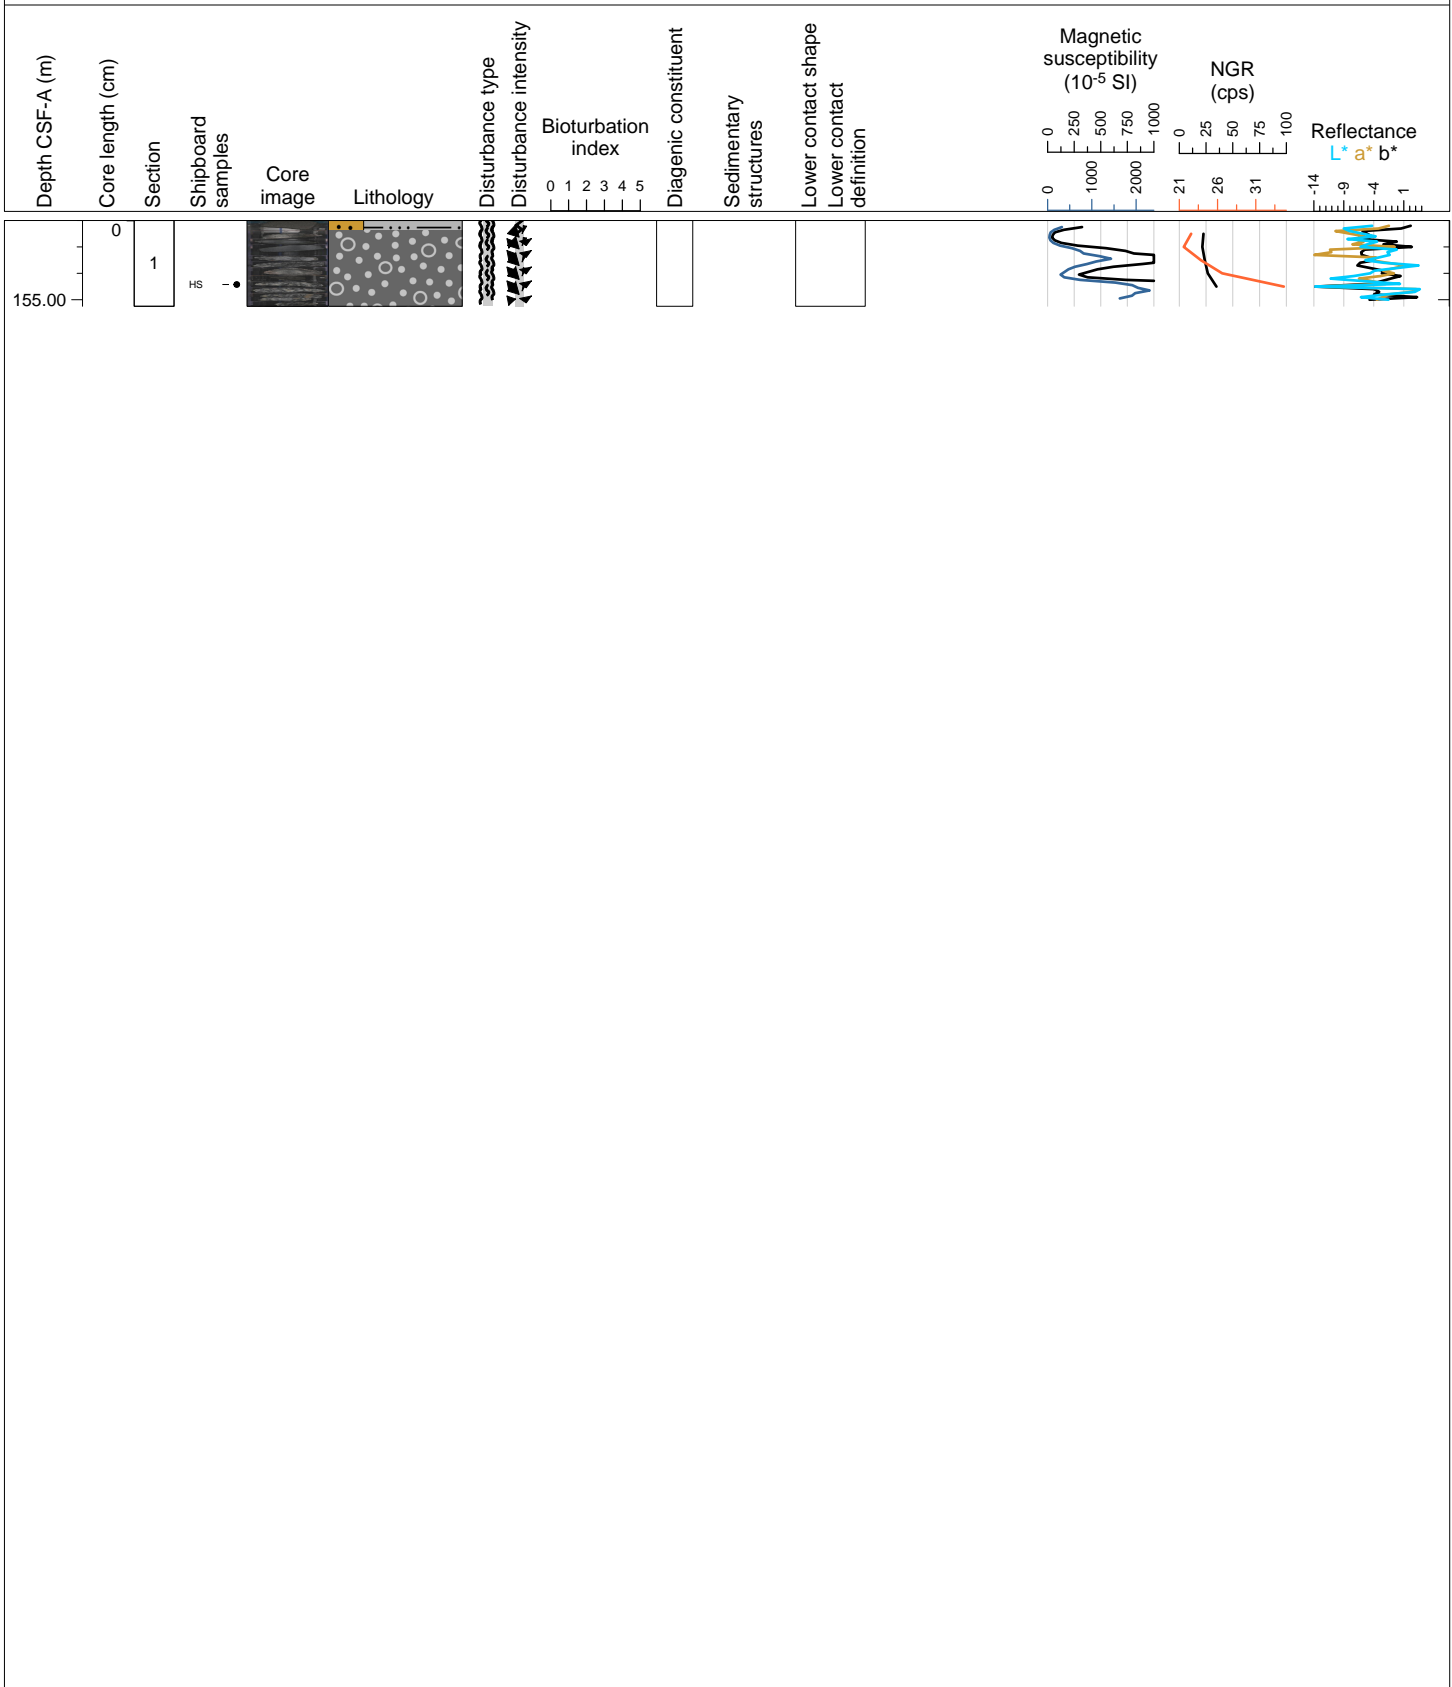 Depth CSF-A (m)
Core length (cm)
Section
Shipboard
samples
Core
image
Lithology
Disturbance type
Disturbance intensity
Bioturbation
index
0 1 2 3 4 5
Diagenic constituent
Sedimentary
structures
Lower contact shape
Lower contact
definition
Magnetic
susceptibility
(10-5 SI)
0 250 500 750 1000
0 1000 2000
NGR
(cps)
0 25 50 75 100
21 26 31
Reflectance
L* a* b*
-14 -9 -4 1
0
1
HS
155.00